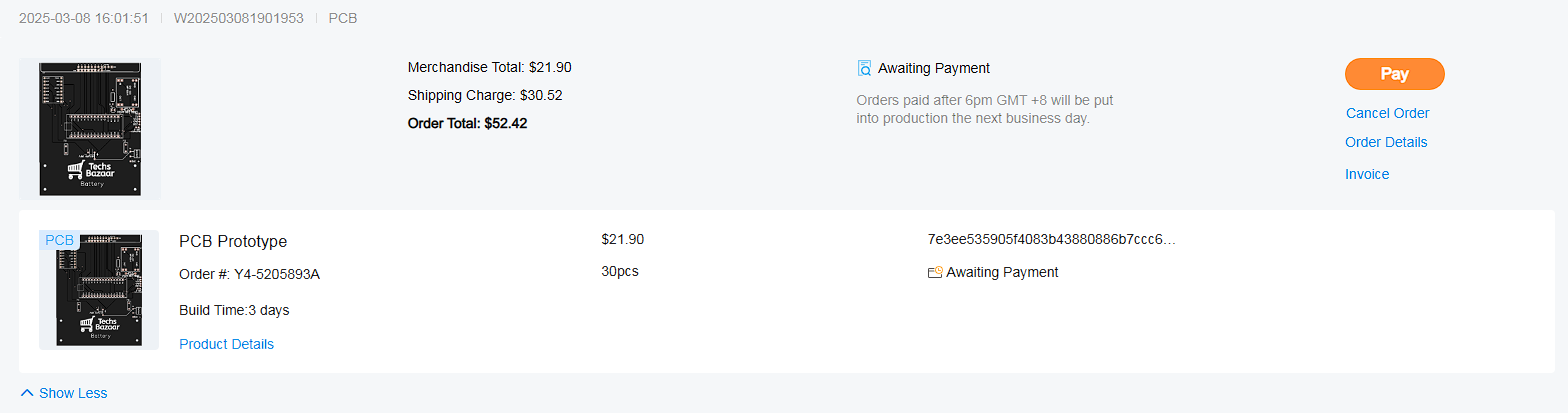 2025-03-08 16:01:51 | W202503081901953 | PCB
Merchandise Total: $21.90
Shipping Charge: $30.52
Order Total: $52.42
Awaiting Payment
Orders paid after 6pm GMT +8 will be put
into production the next business day.
Pay
Cancel Order
Order Details
Invoice
Techs
Bazaar
Battery
PCB
Techs
Bazaar
Battery
PCB Prototype
Order #: Y4-5205893A
Build Time:3 days
Product Details
$21.90
30pcs
7e3ee535905f4083b43880886b7ccc6...
Awaiting Payment
Show Less